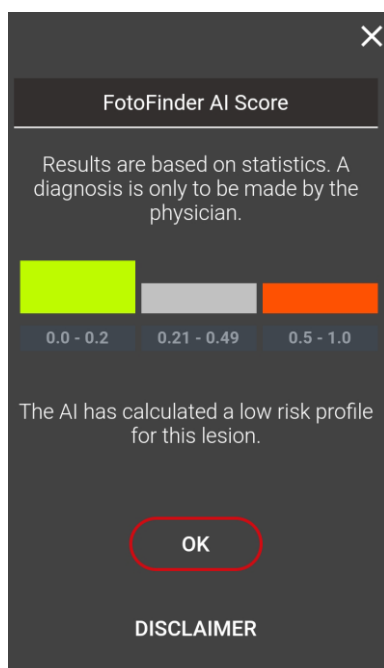 FotoFinder AI Score
Results are based on statistics. A
diagnosis is only to be made by the
physician.
0.0 - 0.2
0.21 - 0.49
0.5 - 1.0
The AI has calculated a low risk profile
for this lesion.
OK
DISCLAIMER